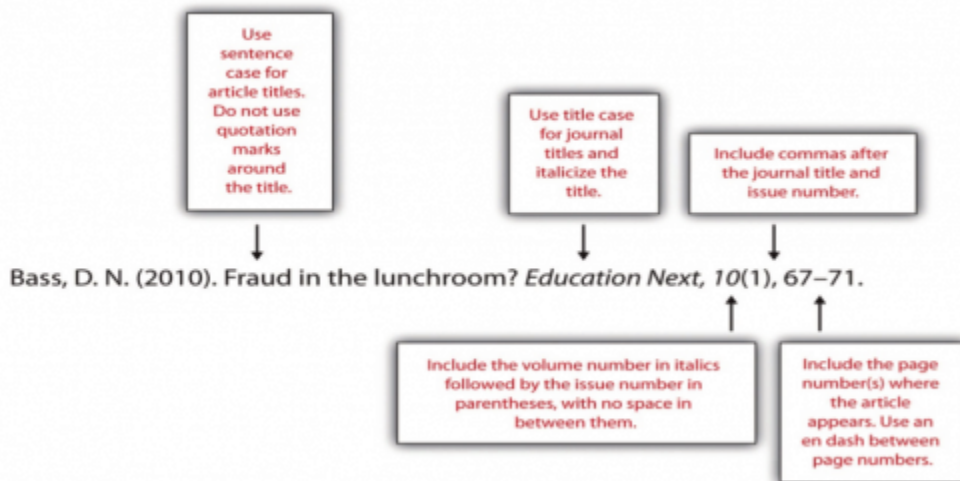 Use
sentence
case for
article titles.
Do not use
quotation
marks
around
the title.
Use title case
for journal
titles and
italicize the
title.
Include commas after
the journal title and
issue number.
Bass, D. N. (2010). Fraud in the lunchroom? Education Next, 10(1), 67–71.
Include the volume number in italics
followed by the issue number in
parentheses, with no space in
between them.
Include the page
number(s) where
the article
appears. Use an
en dash between
page numbers.